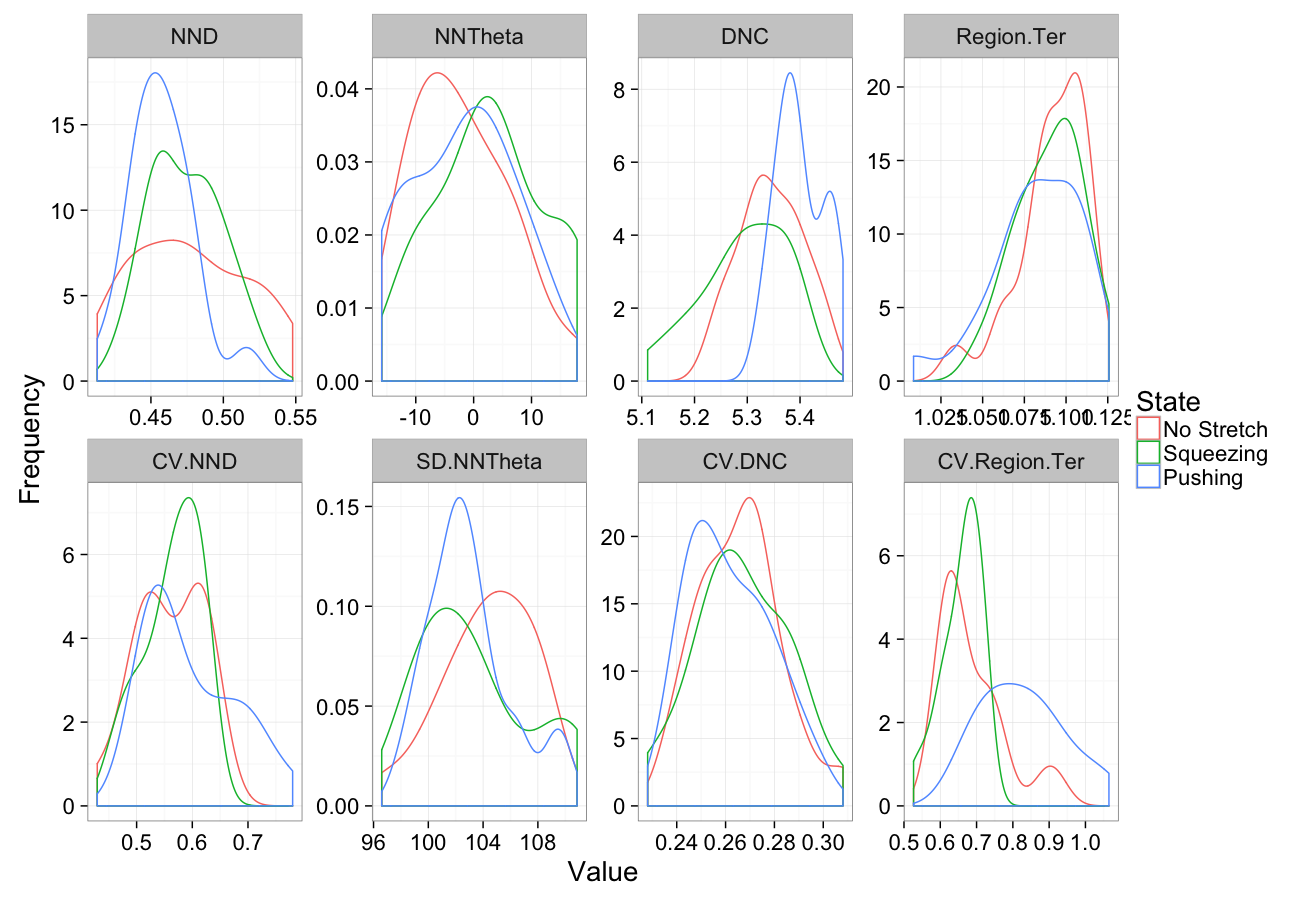 NND NNTheta DNC Region.Ter
15
10
5
0
0.45 0.50 0.55
0.04
0.03
0.02
0.01
0.00
-10 0 10
8
6
4
2
0
5.1 5.2 5.3 5.4
20
15
10
5
0
1.025 1.050 1.075 1.100 1.125
Frequency
CV.NND SD.NNTheta CV.DNC CV.Region.Ter
6
4
2
0
0.5 0.6 0.7
0.15
0.10
0.05
0.00
96 100 104 108
20
15
10
5
0
0.24 0.26 0.28 0.30
6
4
2
0
0.5 0.6 0.7 0.8 0.9 1.0
Value
State
No Stretch
Squeezing
Pushing